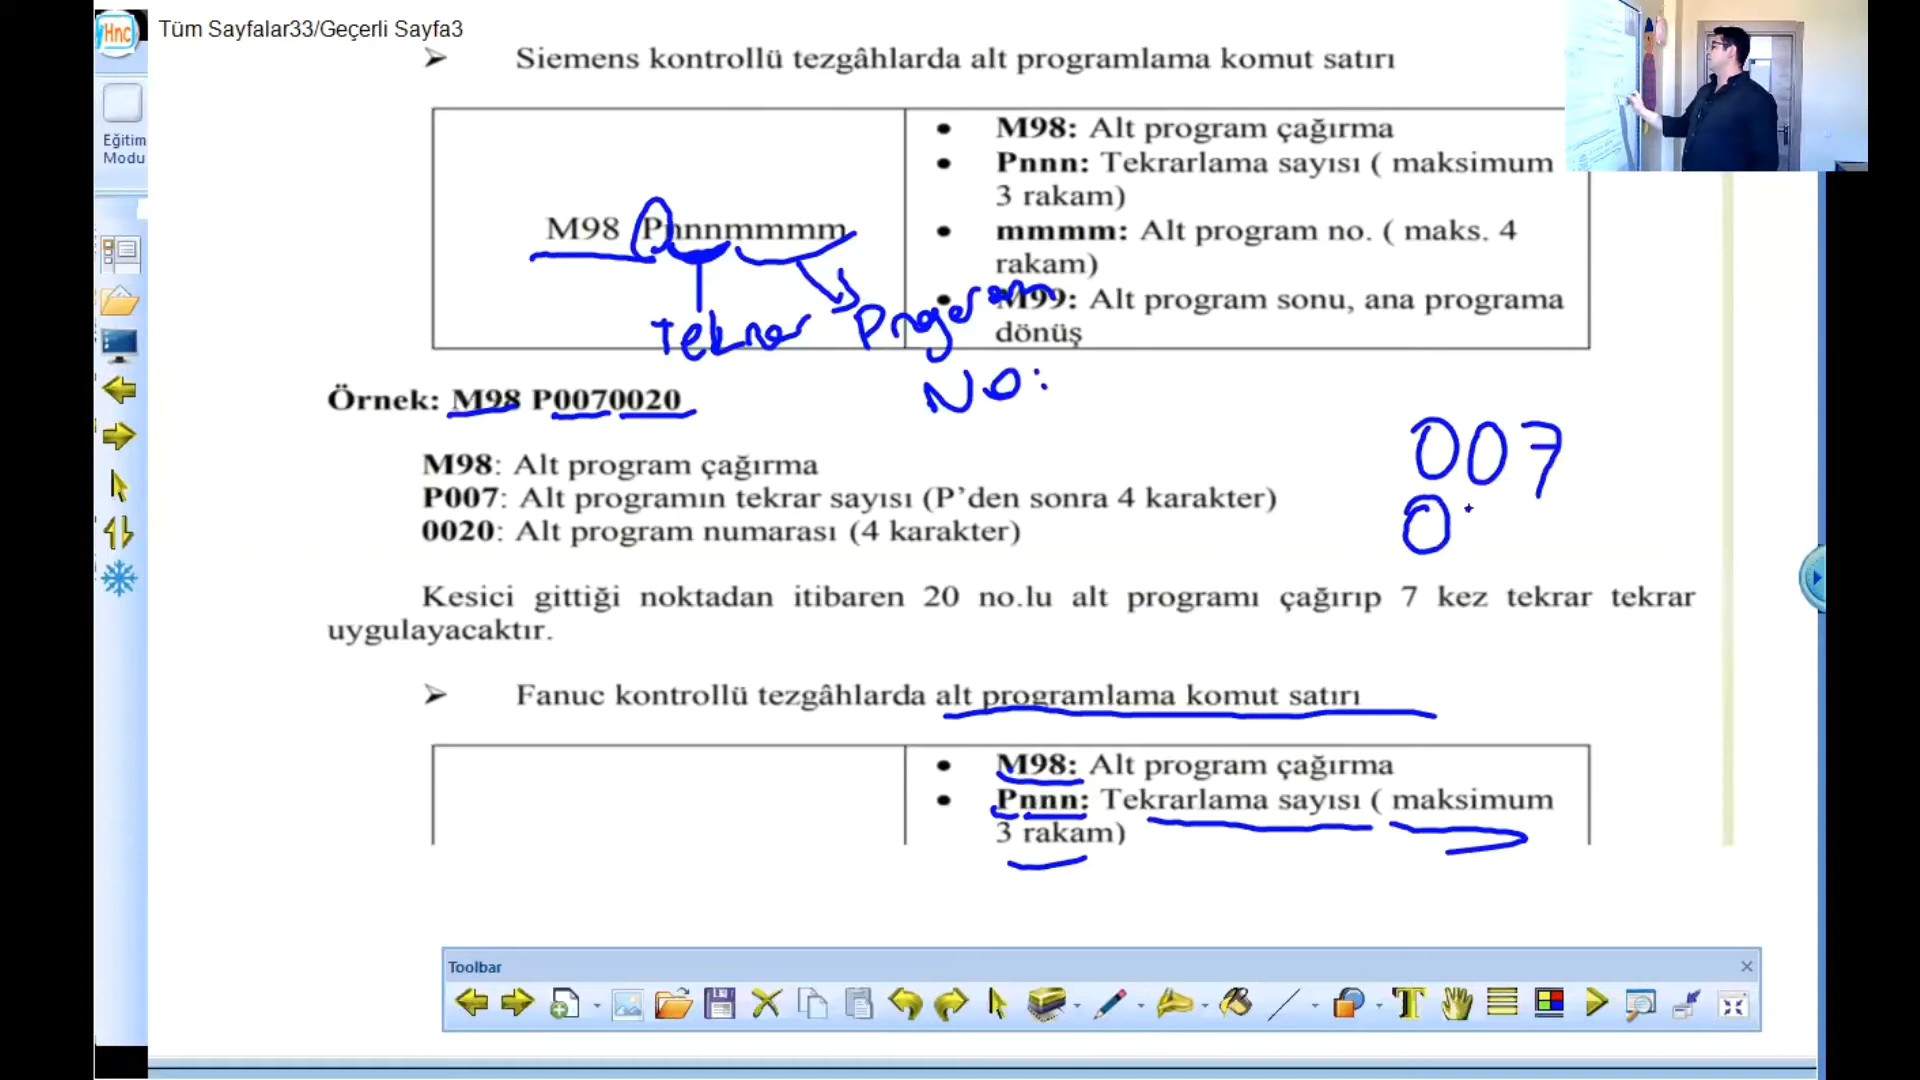 Hnc
Tüm Sayfalar33/Geçerli Sayfa3
Eğitim
Modu
➢ Siemens kontrollü tezgâhlarda alt programlama komut satırı
M98 Pnnnmmmm
• M98: Alt program çağırma
• Pnnn: Tekrarlama sayısı ( maksimum
3 rakam)
• mmmm: Alt program no. ( maks. 4
rakam)
• M99: Alt program sonu, ana programa
dönüş
Tekrar
Program
No:
Örnek: M98 P0070020
007
0
M98: Alt program çağırma
P007: Alt programın tekrar sayısı (P’den sonra 4 karakter)
0020: Alt program numarası (4 karakter)
Kesici gittiği noktadan itibaren 20 no.lu alt programı çağırıp 7 kez tekrar tekrar
uygulayacaktır.
➢ Fanuc kontrollü tezgâhlarda alt programlama komut satırı
• M98: Alt program çağırma
• Pnnn: Tekrarlama sayısı ( maksimum
3 rakam)
Toolbar